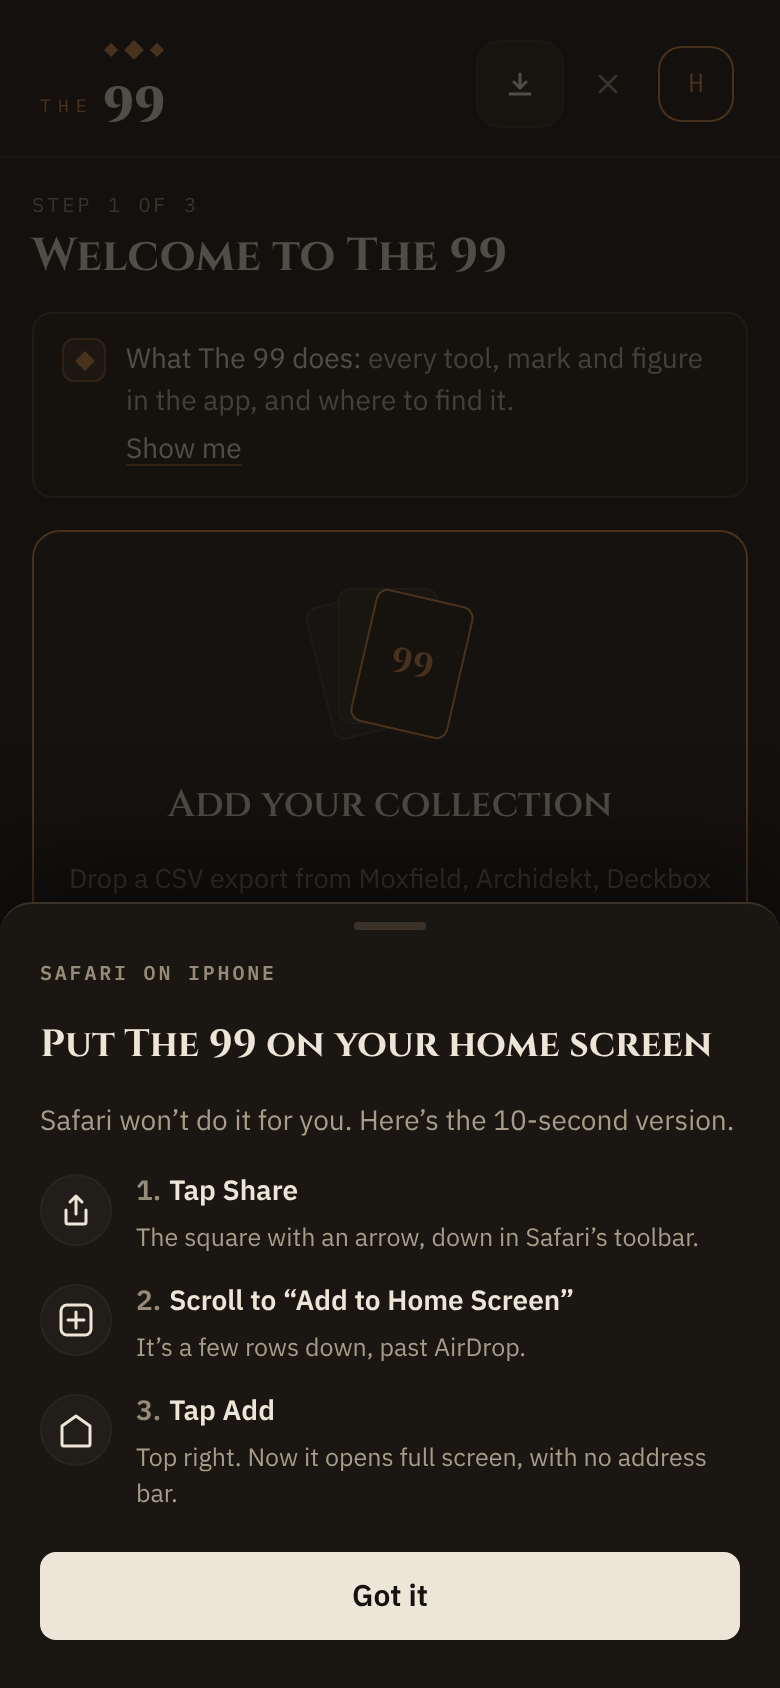 THE 99
H
STEP 1 OF 3
Welcome to The 99
What The 99 does: every tool, mark and figure
in the app, and where to find it.
Show me
99
Add your collection
Drop a CSV export from Moxfield, Archidekt, Deckbox
SAFARI ON IPHONE
Put The 99 on your home screen
Safari won’t do it for you. Here’s the 10-second version.
1. Tap Share
The square with an arrow, down in Safari’s toolbar.
2. Scroll to “Add to Home Screen”
It’s a few rows down, past AirDrop.
3. Tap Add
Top right. Now it opens full screen, with no address
bar.
Got it